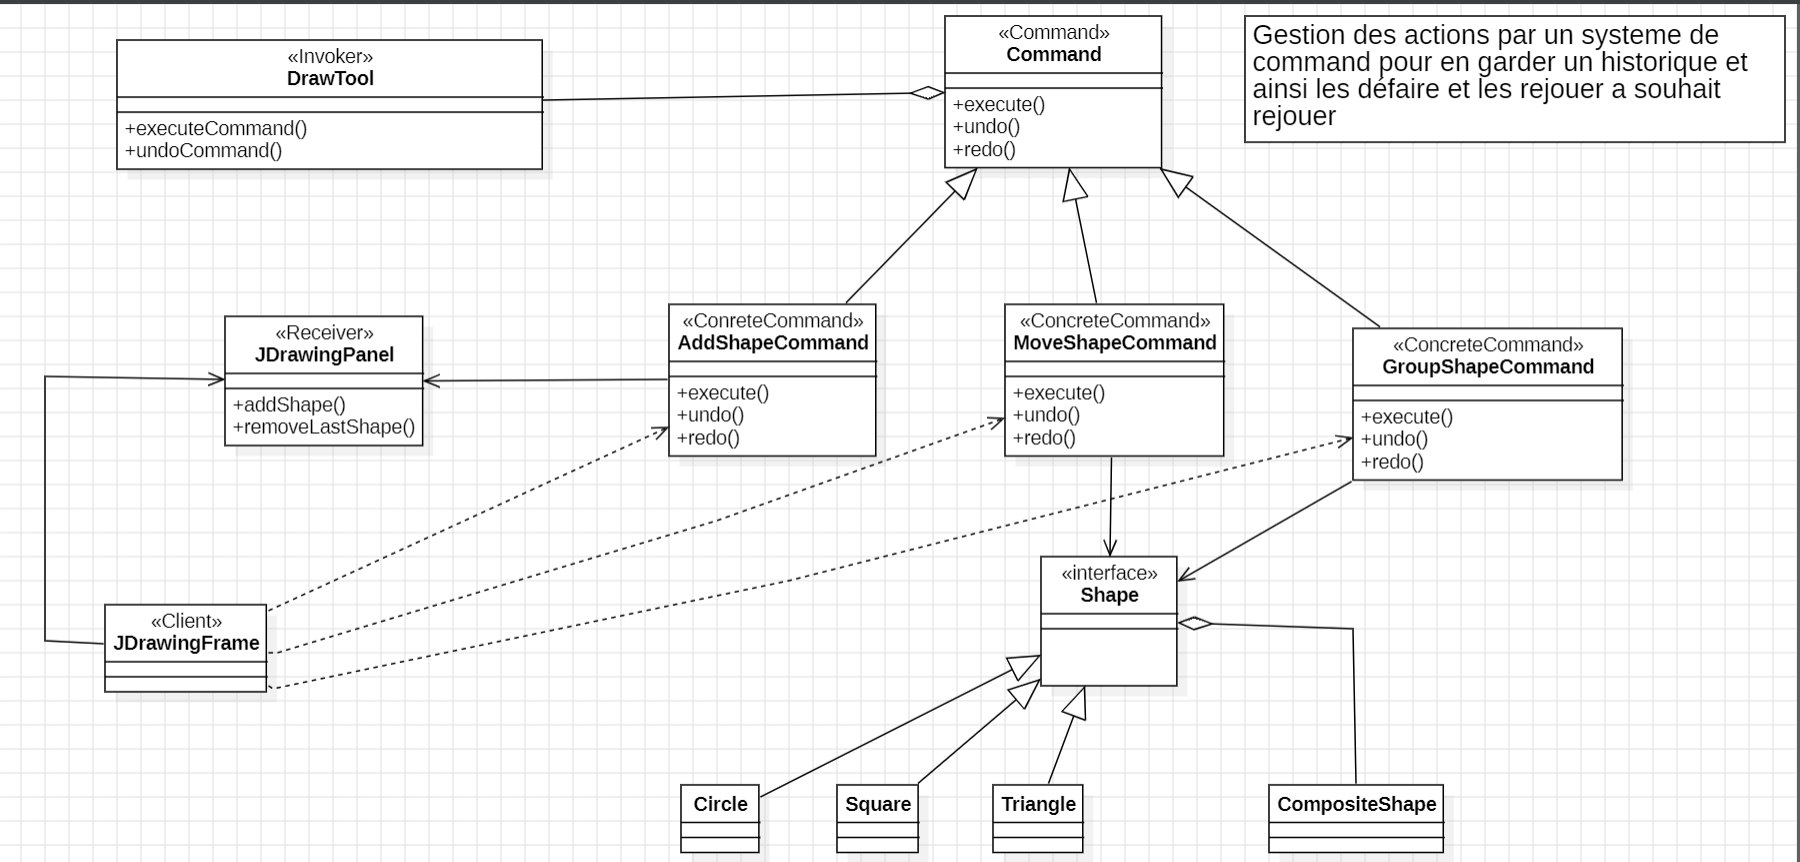 «Invoker»
DrawTool
+executeCommand()
+undoCommand()
«Command»
Command
+execute()
+undo()
+redo()
Gestion des actions par un systeme de
command pour en garder un historique et
ainsi les défaire et les rejouer a souhait
rejouer
«Receiver»
JDrawingPanel
+addShape()
+removeLastShape()
«ConreteCommand»
AddShapeCommand
+execute()
+undo()
+redo()
«ConcreteCommand»
MoveShapeCommand
+execute()
+undo()
+redo()
«ConcreteCommand»
GroupShapeCommand
+execute()
+undo()
+redo()
«Client»
JDrawingFrame
«interface»
Shape
Circle
Square
Triangle
CompositeShape